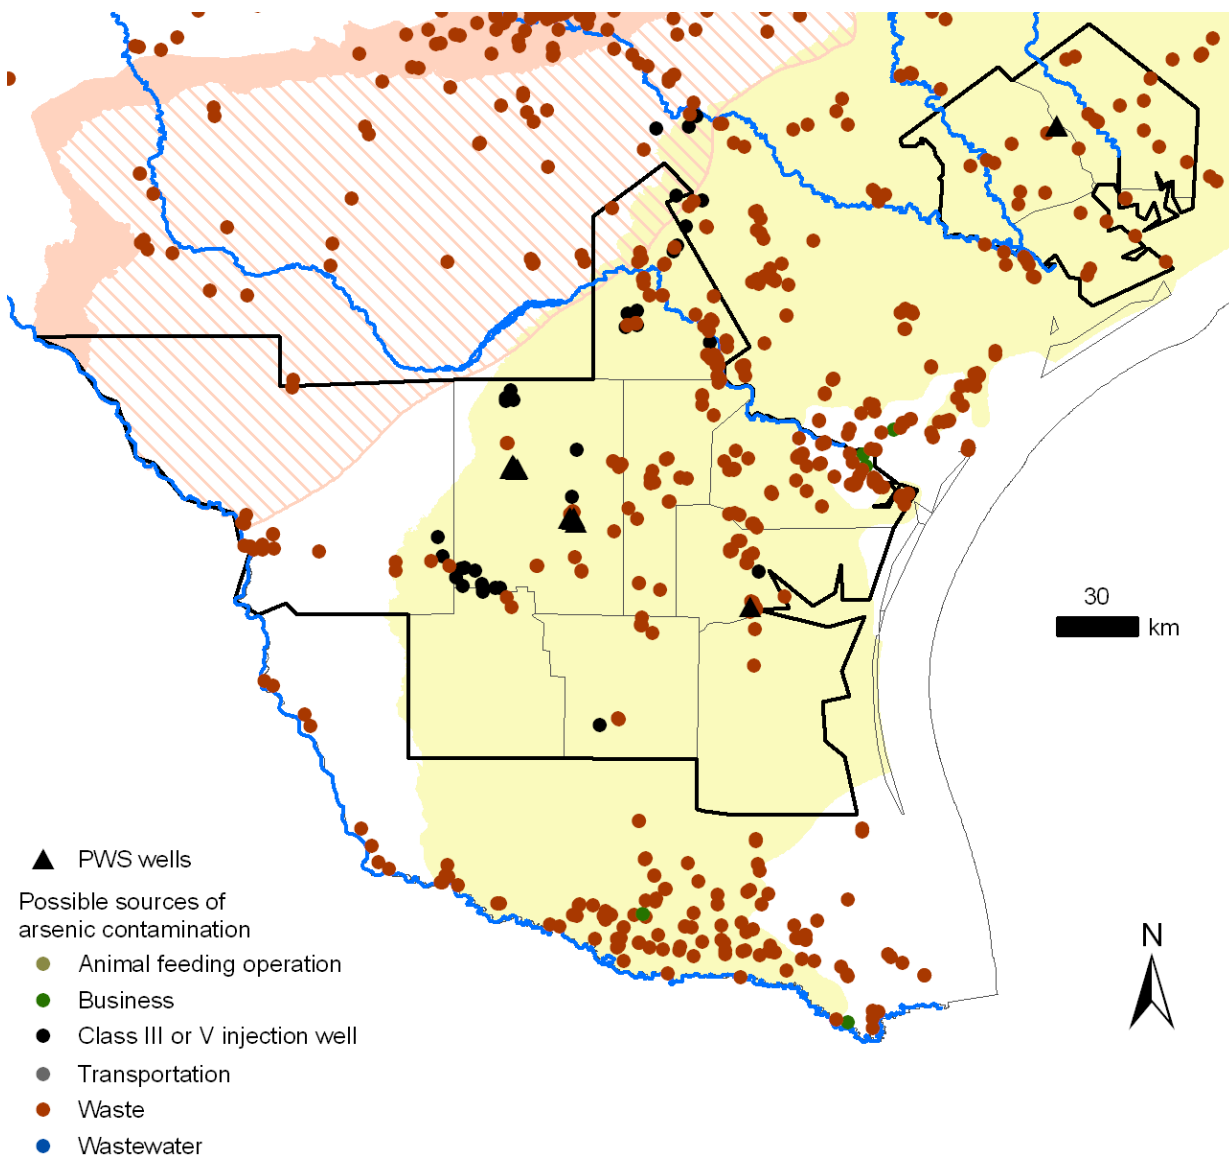 30
km
N
PWS wells
Possible sources of
arsenic contamination
Animal feeding operation
Business
Class III or V injection well
Transportation
Waste
Wastewater